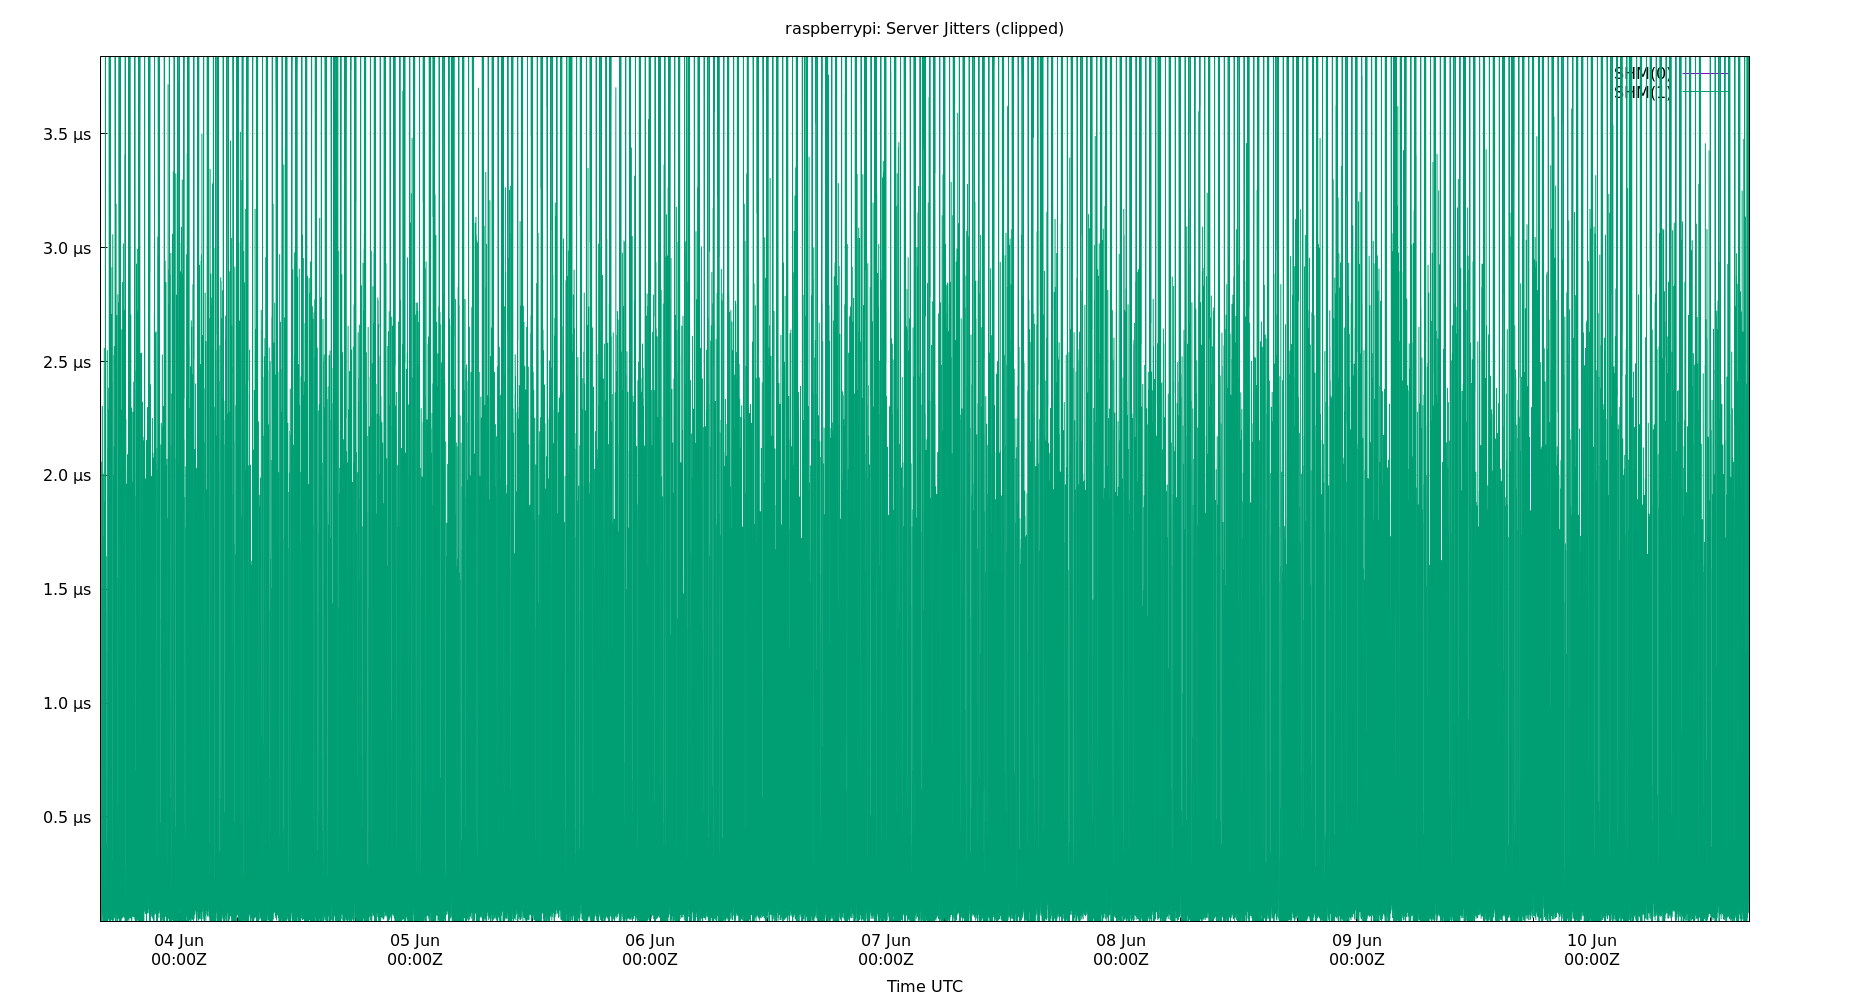 raspberrypi: Server Jitters (clipped)
SHM(0)
SHM(1)
3.5 µs
3.0 µs
2.5 µs
2.0 µs
1.5 µs
1.0 µs
0.5 µs
04 Jun 05 Jun 06 Jun 07 Jun 08 Jun 09 Jun 10 Jun
00:00Z 00:00Z 00:00Z 00:00Z 00:00Z 00:00Z 00:00Z
Time UTC